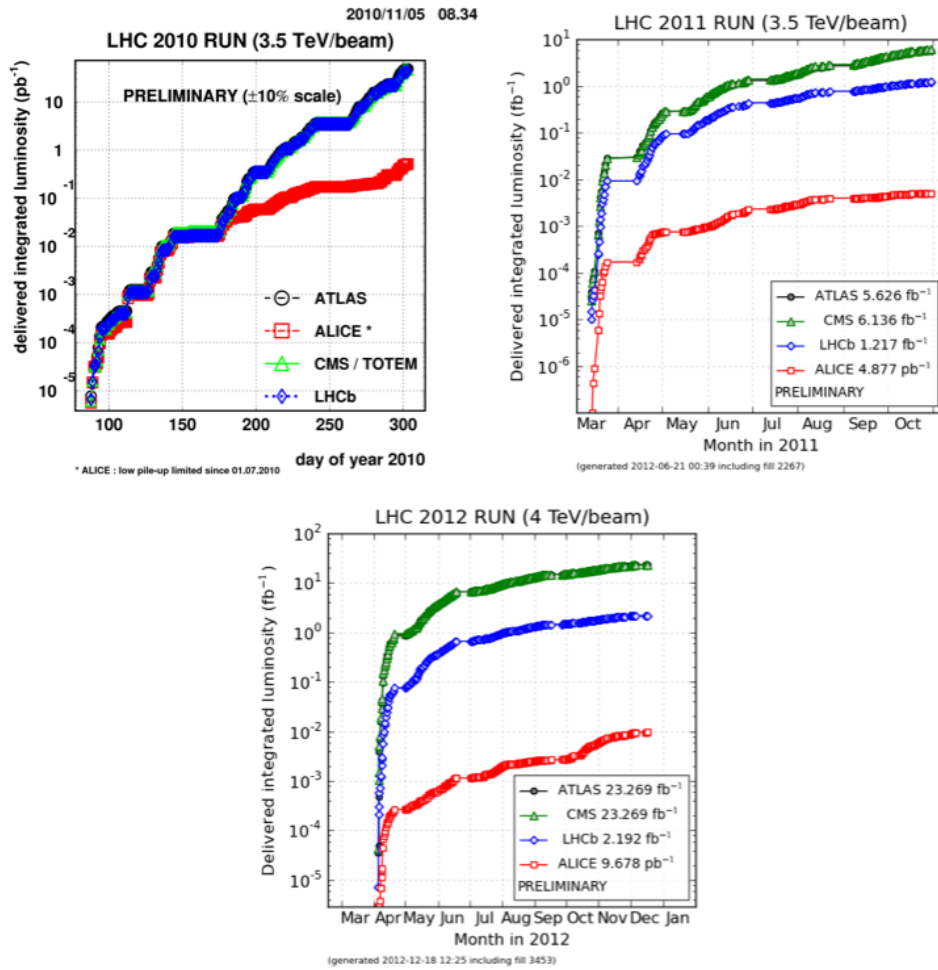 2010/11/05 08.34
LHC 2010 RUN (3.5 TeV/beam)
delivered integrated luminosity (pb⁻¹)
PRELIMINARY (±10% scale)
10
1
10⁻¹
10⁻²
10⁻³
10⁻⁴
10⁻⁵
ATLAS
ALICE *
CMS / TOTEM
LHCb
100 150 200 250 300
day of year 2010
* ALICE : low pile-up limited since 01.07.2010
LHC 2011 RUN (3.5 TeV/beam)
Delivered integrated luminosity (fb⁻¹)
10¹
10⁰
10⁻¹
10⁻²
10⁻³
10⁻⁴
10⁻⁵
10⁻⁶
ATLAS 5.626 fb⁻¹
CMS 6.136 fb⁻¹
LHCb 1.217 fb⁻¹
ALICE 4.877 pb⁻¹
PRELIMINARY
Mar Apr May Jun Jul Aug Sep Oct
Month in 2011
(generated 2012-06-21 00:39 including fill 2267)
LHC 2012 RUN (4 TeV/beam)
Delivered integrated luminosity (fb⁻¹)
10²
10¹
10⁰
10⁻¹
10⁻²
10⁻³
10⁻⁴
10⁻⁵
ATLAS 23.269 fb⁻¹
CMS 23.269 fb⁻¹
LHCb 2.192 fb⁻¹
ALICE 9.678 pb⁻¹
PRELIMINARY
Mar Apr May Jun Jul Aug Sep Oct Nov Dec Jan
Month in 2012
(generated 2012-12-18 12:25 including fill 3453)